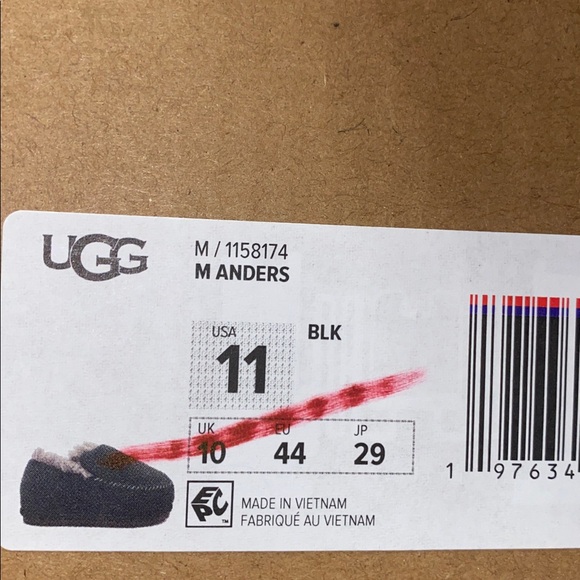 UGG
M / 1158174
M ANDERS
USA
11
BLK
UK EU JP
10 44 29
EPC™
MADE IN VIETNAM
FABRIQUÉ AU VIETNAM
1 97634